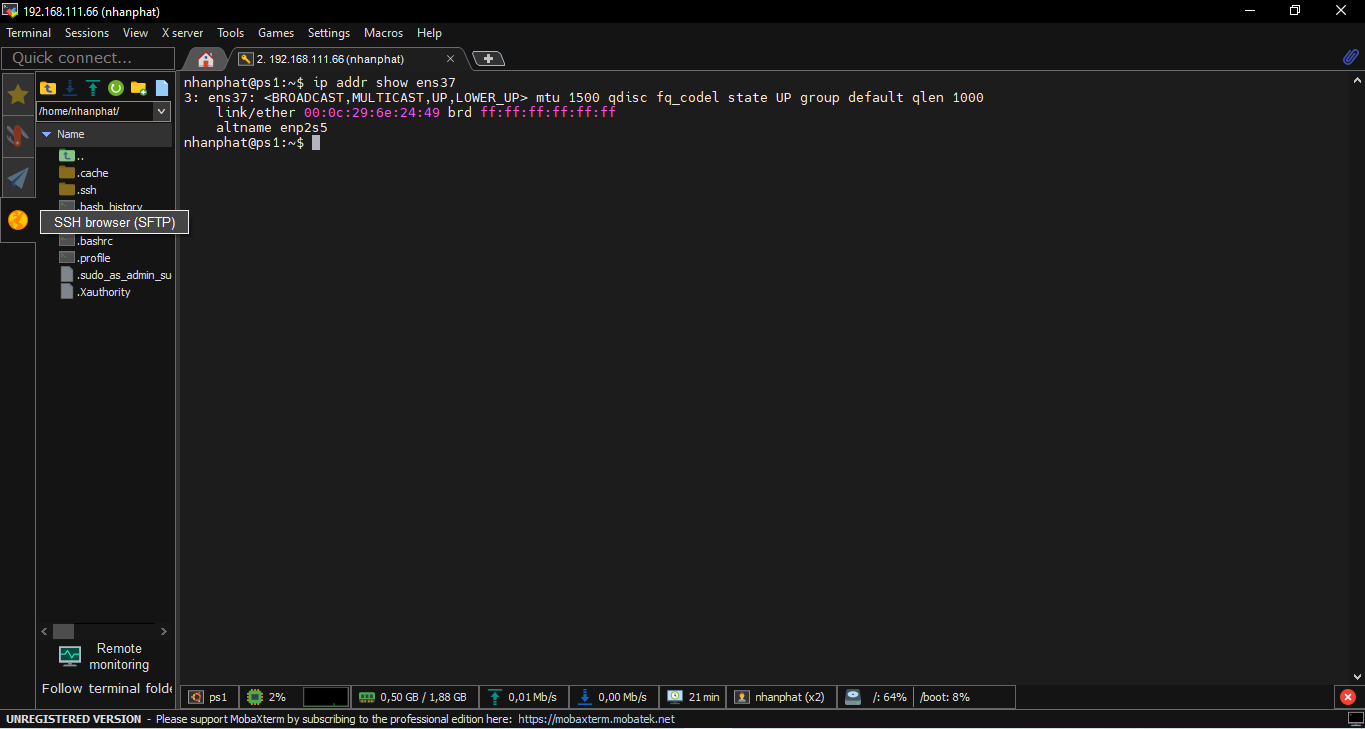 192.168.111.66 (nhanphat)
Terminal Sessions View X server Tools Games Settings Macros Help
Quick connect...
2. 192.168.111.66 (nhanphat)
/home/nhanphat/
Name
..
.cache
.ssh
.bash_history
SSH browser (SFTP)
.bashrc
.profile
.sudo_as_admin_su
.Xauthority
nhanphat@ps1:~$ ip addr show ens37
3: ens37: <BROADCAST,MULTICAST,UP,LOWER_UP> mtu 1500 qdisc fq_codel state UP group default qlen 1000
link/ether 00:0c:29:6e:24:49 brd ff:ff:ff:ff:ff:ff
altname enp2s5
nhanphat@ps1:~$
Remote
monitoring
Follow terminal folde
ps1 2% 0,50 GB / 1,88 GB 0,01 Mb/s 0,00 Mb/s 21 min nhanphat (x2) /: 64% /boot: 8%
UNREGISTERED VERSION - Please support MobaXterm by subscribing to the professional edition here: https://mobaxterm.mobatek.net